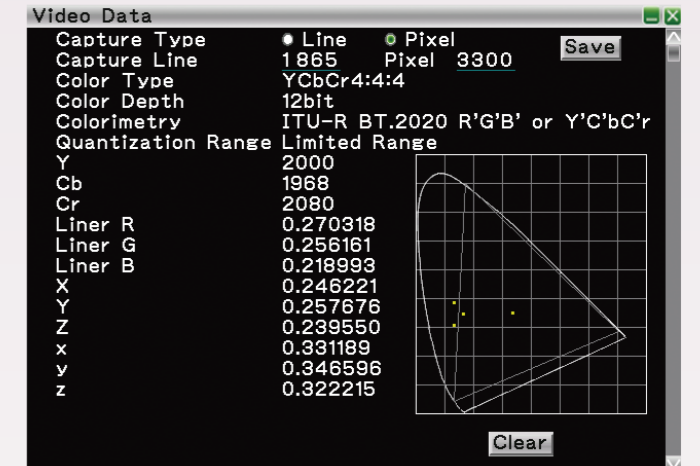 Video Data
Capture Type Line Pixel
Save
Capture Line 1865 Pixel 3300
Color Type YCbCr4:4:4
Color Depth 12bit
Colorimetry ITU-R BT.2020 R'G'B' or Y'C'bC'r
Quantization Range Limited Range
Y 2000
Cb 1968
Cr 2080
Liner R 0.270318
Liner G 0.256161
Liner B 0.218993
X 0.246221
Y 0.257676
Z 0.239550
x 0.331189
y 0.346596
z 0.322215
Clear